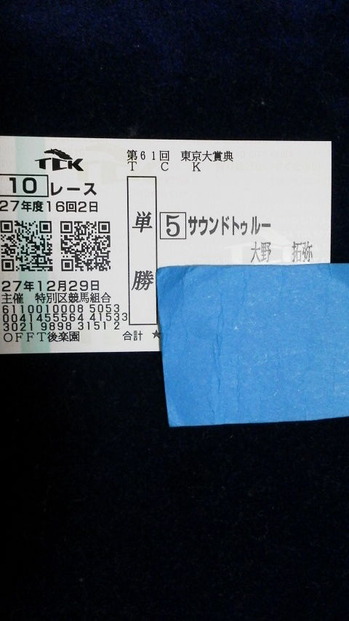 TCK
第61回 東京大賞典
T C K
10 レース
27年度16回2日
単勝
5 サウンドトゥルー
大野 拓弥
27年12月29日
主催 特別区競馬組合
6110010008 5053
0041455564 41533
3021 9898 3151 2
OFFT後楽園
合計 ★